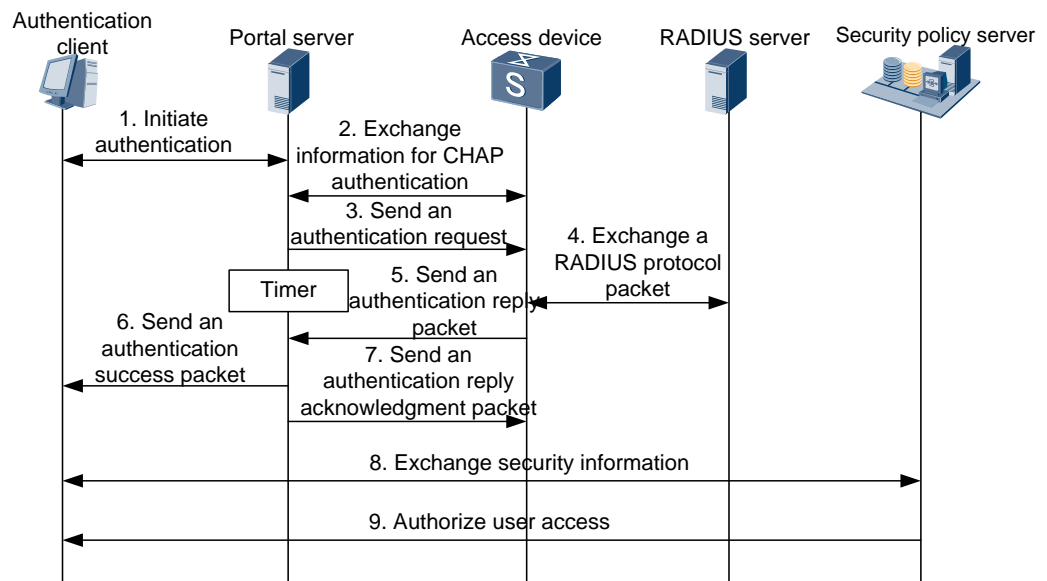 Authentication
client
Portal server
Access device
RADIUS server
Security policy server
S
1. Initiate
authentication
2. Exchange
information for CHAP
authentication
3. Send an
authentication request
4. Exchange a
RADIUS protocol
packet
Timer
5. Send an
authentication reply
packet
6. Send an
authentication
success packet
7. Send an
authentication reply
acknowledgment packet
8. Exchange security information
9. Authorize user access